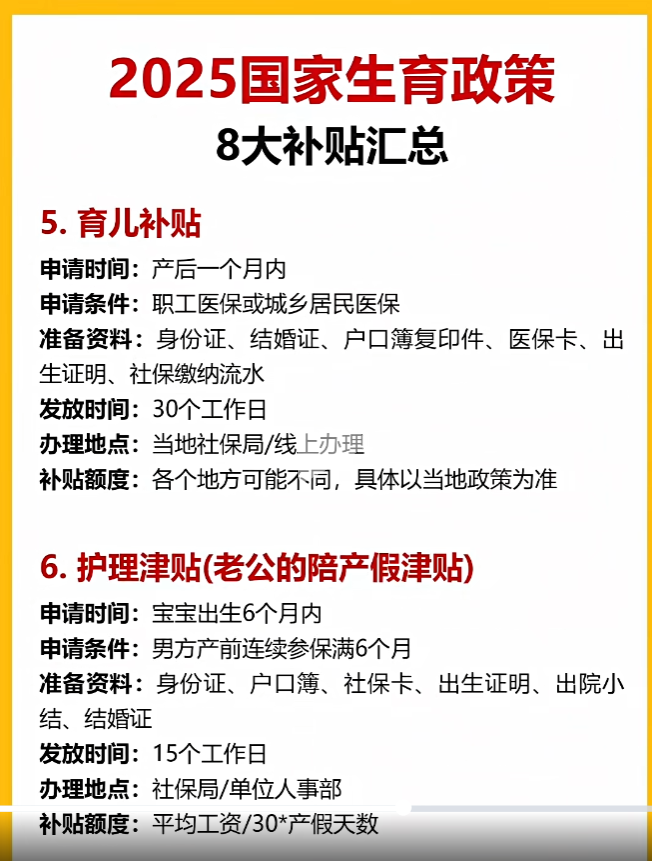 2025国家生育政策
8大补贴汇总
5. 育儿补贴
申请时间：产后一个月内
申请条件：职工医保或城乡居民医保
准备资料：身份证、结婚证、户口簿复印件、医保卡、出
生证明、社保缴纳流水
发放时间：30个工作日
办理地点：当地社保局/线上办理
补贴额度：各个地方可能不同，具体以当地政策为准
6. 护理津贴(老公的陪产假津贴)
申请时间：宝宝出生6个月内
申请条件：男方产前连续参保满6个月
准备资料：身份证、户口簿、社保卡、出生证明、出院小
结、结婚证
发放时间：15个工作日
办理地点：社保局/单位人事部
补贴额度：平均工资/30*产假天数